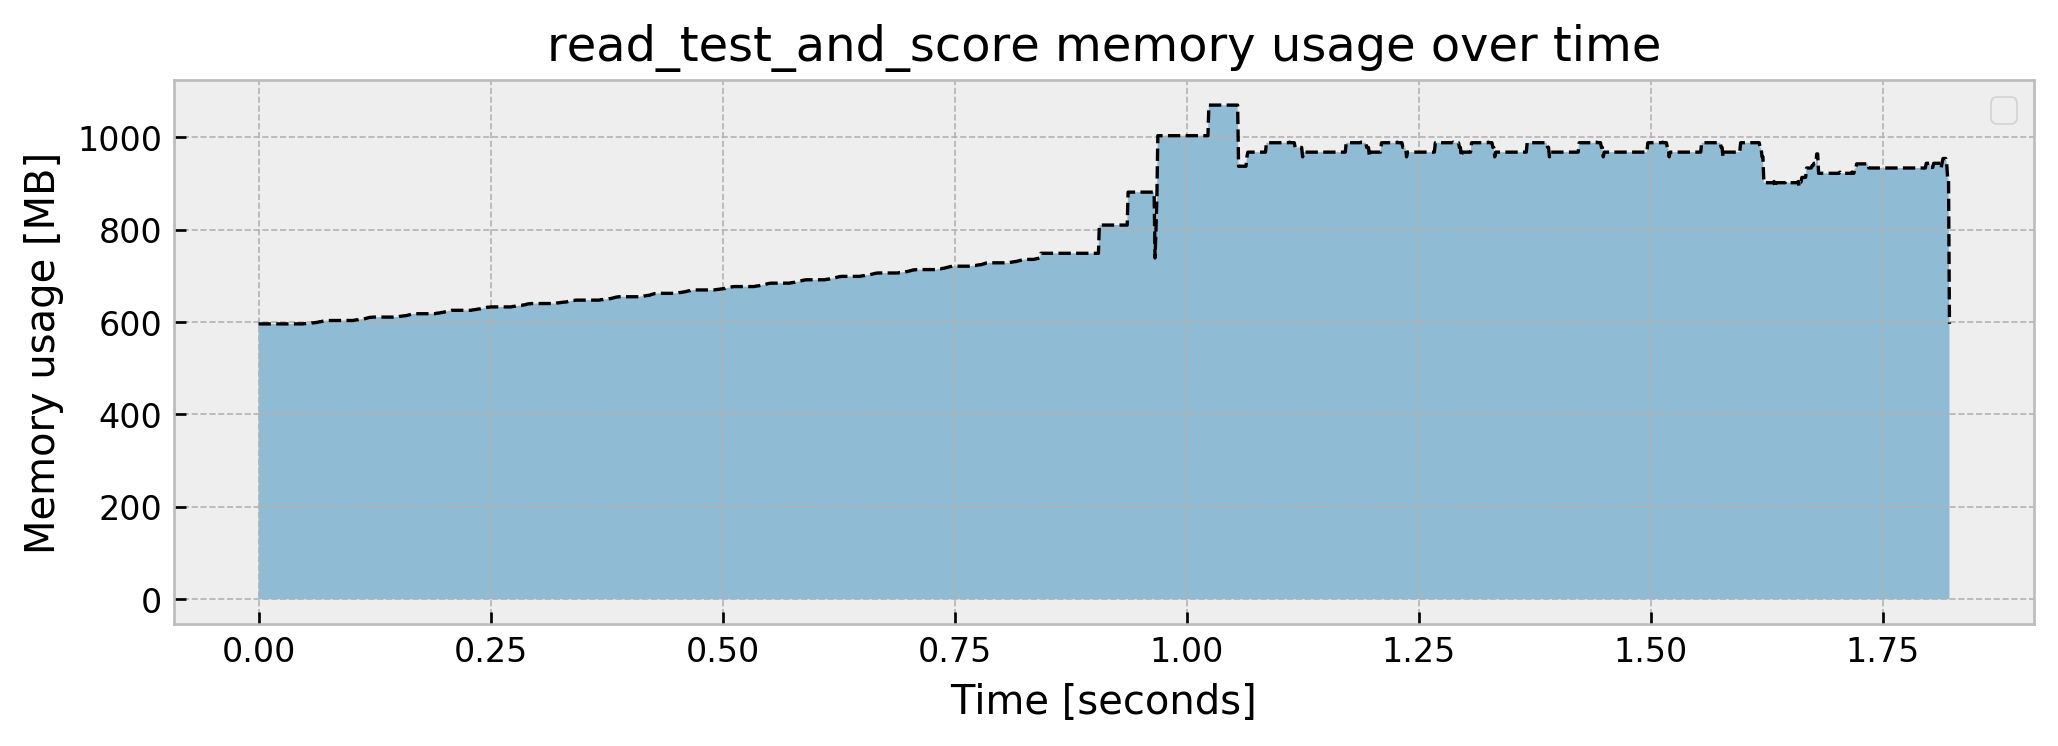 read_test_and_score memory usage over time
Memory usage [MB]
1000
800
600
400
200
0
0.00 0.25 0.50 0.75 1.00 1.25 1.50 1.75
Time [seconds]